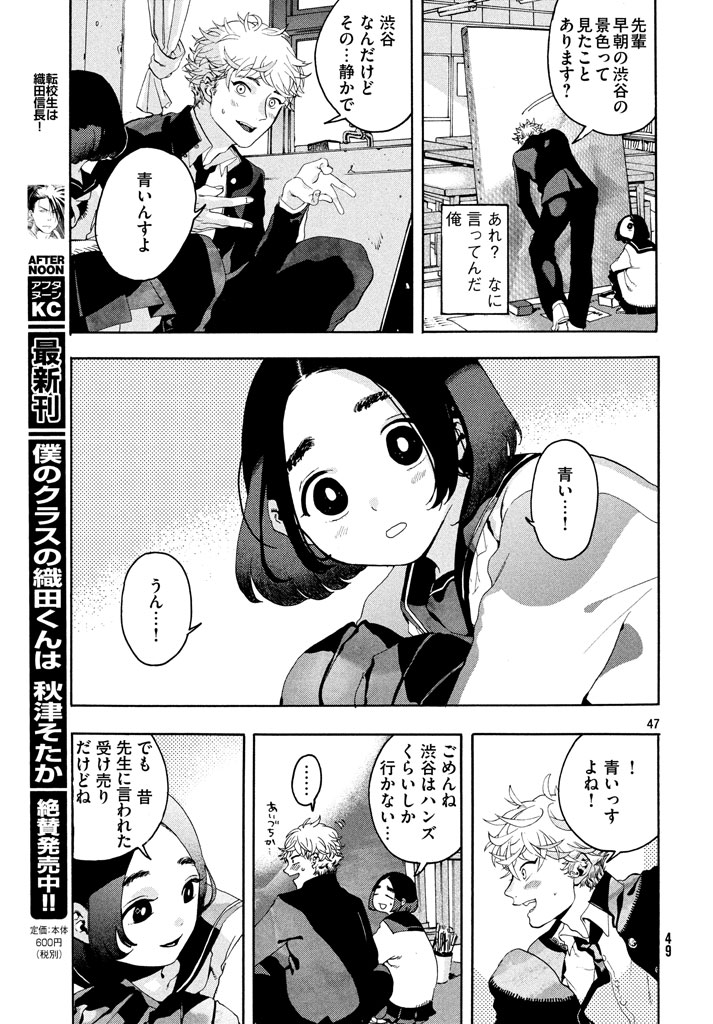 先輩
早朝の渋谷の
景色って
見たこと
あります?
あれ? なに
言ってんだ
俺
渋谷
なんだけど
その…静かで
青いんすよ
青い…!
うん…!
47
!
青いっす
よね!
ごめんね
渋谷はハンズ
くらいしか
行かない…
……
あいづちか…
でも 昔
先生に言われた
受け売り
だけどね
49
転校生は
織田信長!
AFTER
NOON
アフタ
ヌーン
KC
最新刊
僕のクラスの織田くんは 秋津そたか
絶賛発売中!!
定価:本体
600円
(税別)